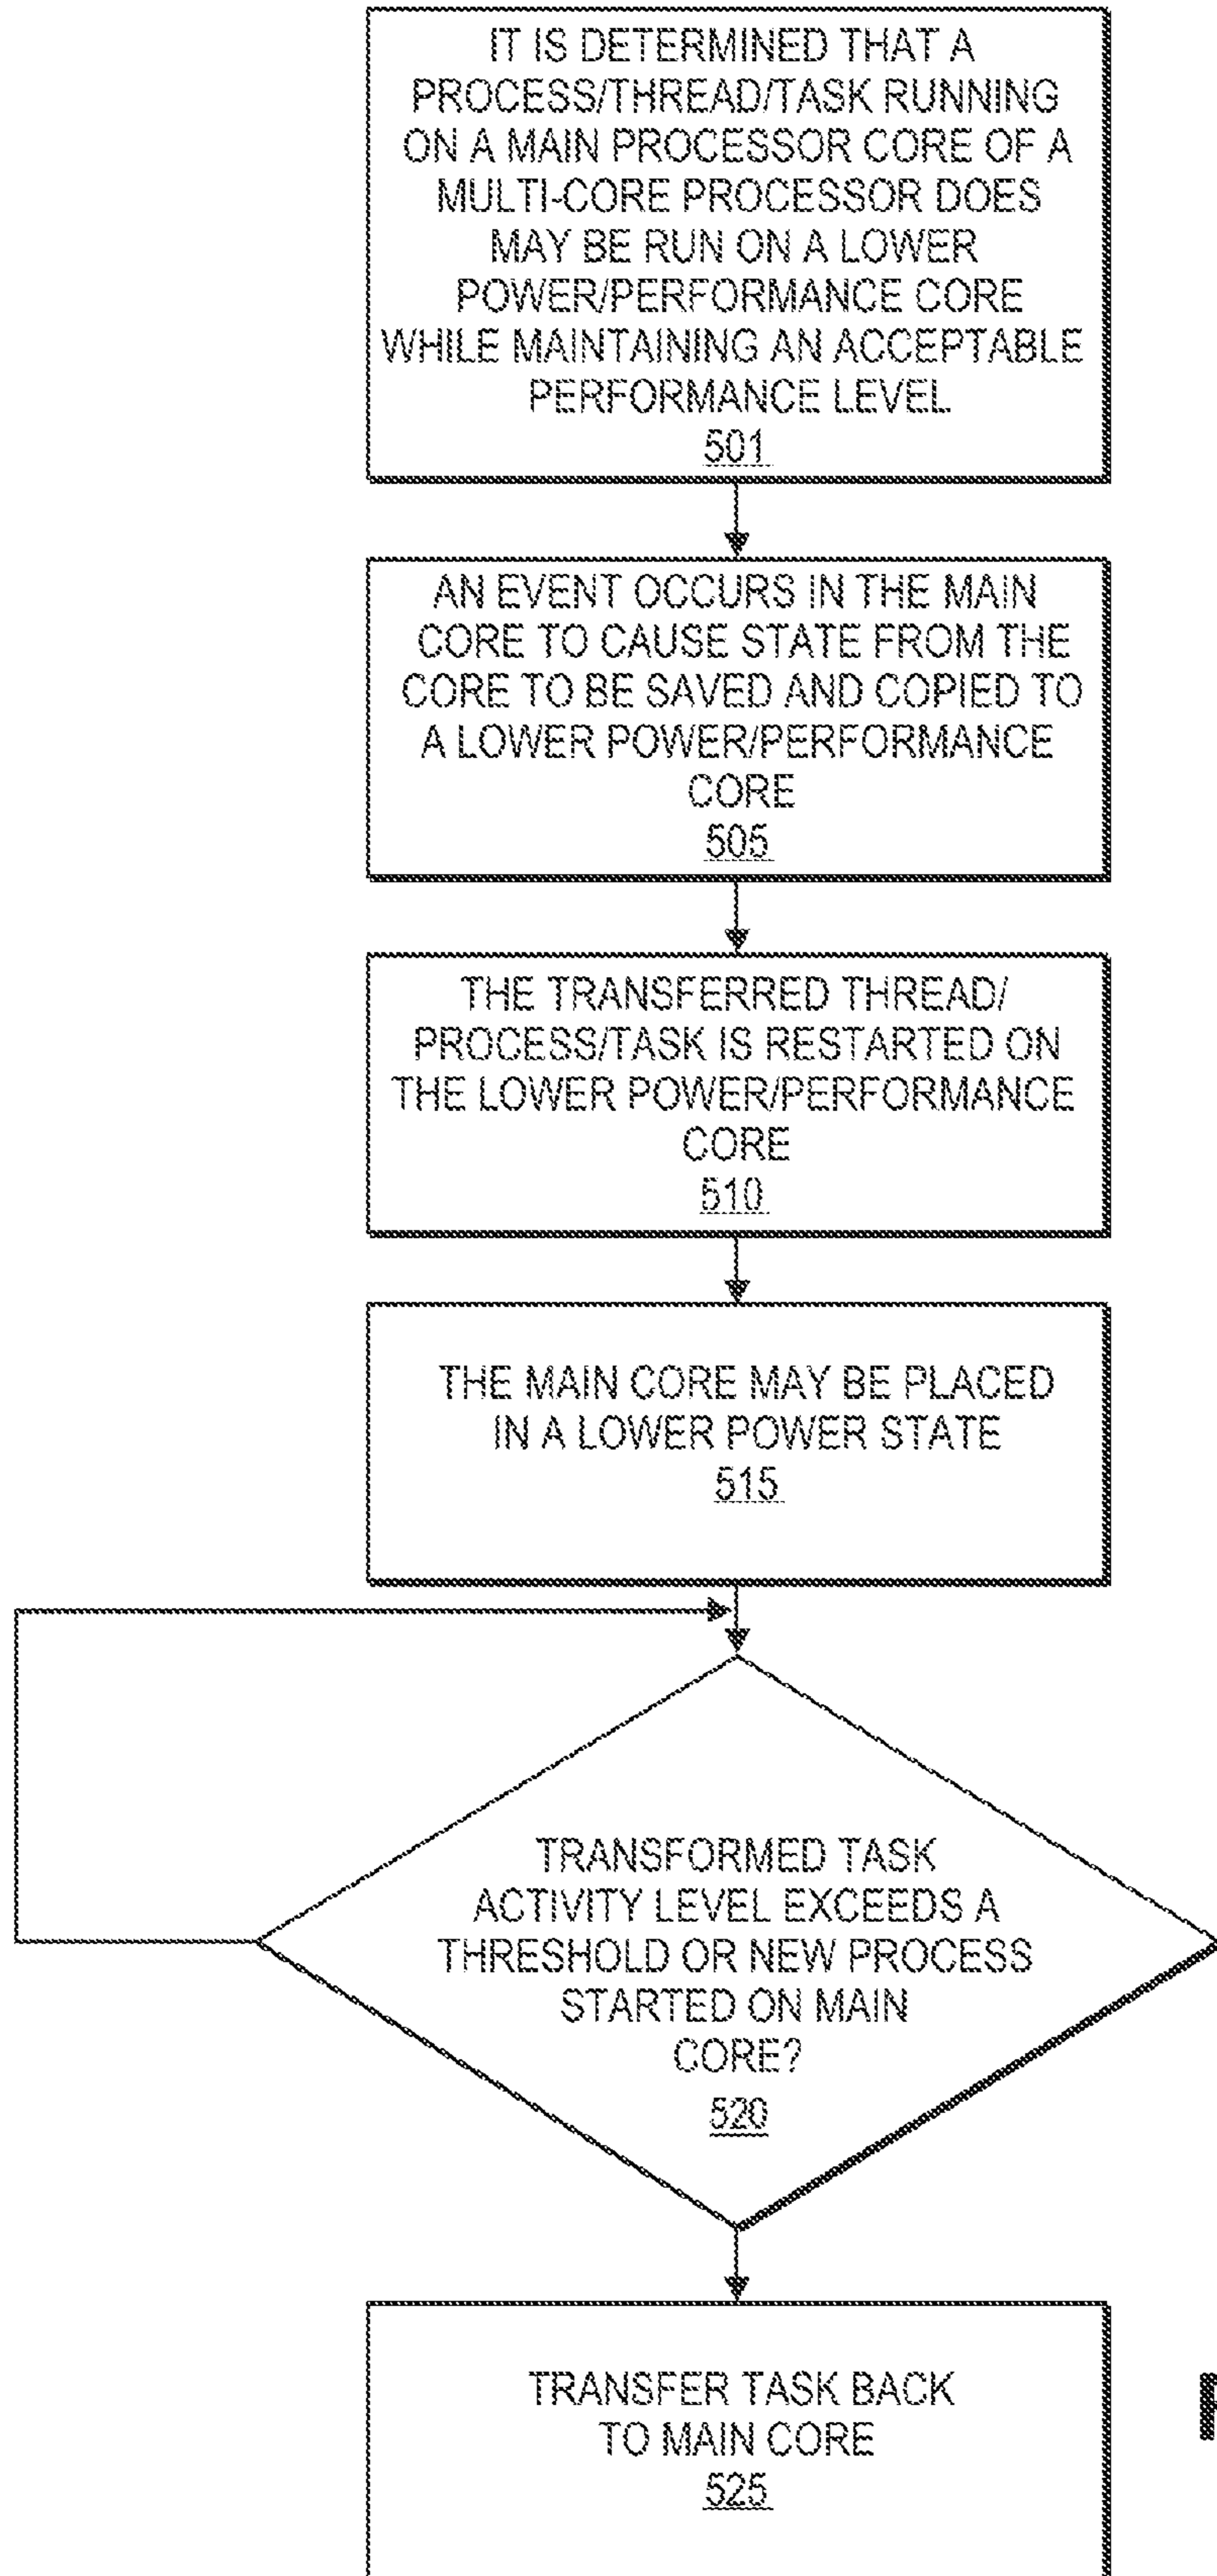 IT IS DETERMINED THAT A
PROCESS/THREAD/TASK RUNNING
ON A MAIN PROCESSOR CORE OF A
MULTI-CORE PROCESSOR DOES
MAY BE RUN ON A LOWER
POWER/PERFORMANCE CORE
WHILE MAINTAINING AN ACCEPTABLE
PERFORMANCE LEVEL
501
AN EVENT OCCURS IN THE MAIN
CORE TO CAUSE STATE FROM THE
CORE TO BE SAVED AND COPIED TO
A LOWER POWER/PERFORMANCE
CORE
505
THE TRANSFERRED THREAD/
PROCESS/TASK IS RESTARTED ON
THE LOWER POWER/PERFORMANCE
CORE
510
THE MAIN CORE MAY BE PLACED
IN A LOWER POWER STATE
515
TRANSFORMED TASK
ACTIVITY LEVEL EXCEEDS A
THRESHOLD OR NEW PROCESS
STARTED ON MAIN
CORE?
520
TRANSFER TASK BACK
TO MAIN CORE
525